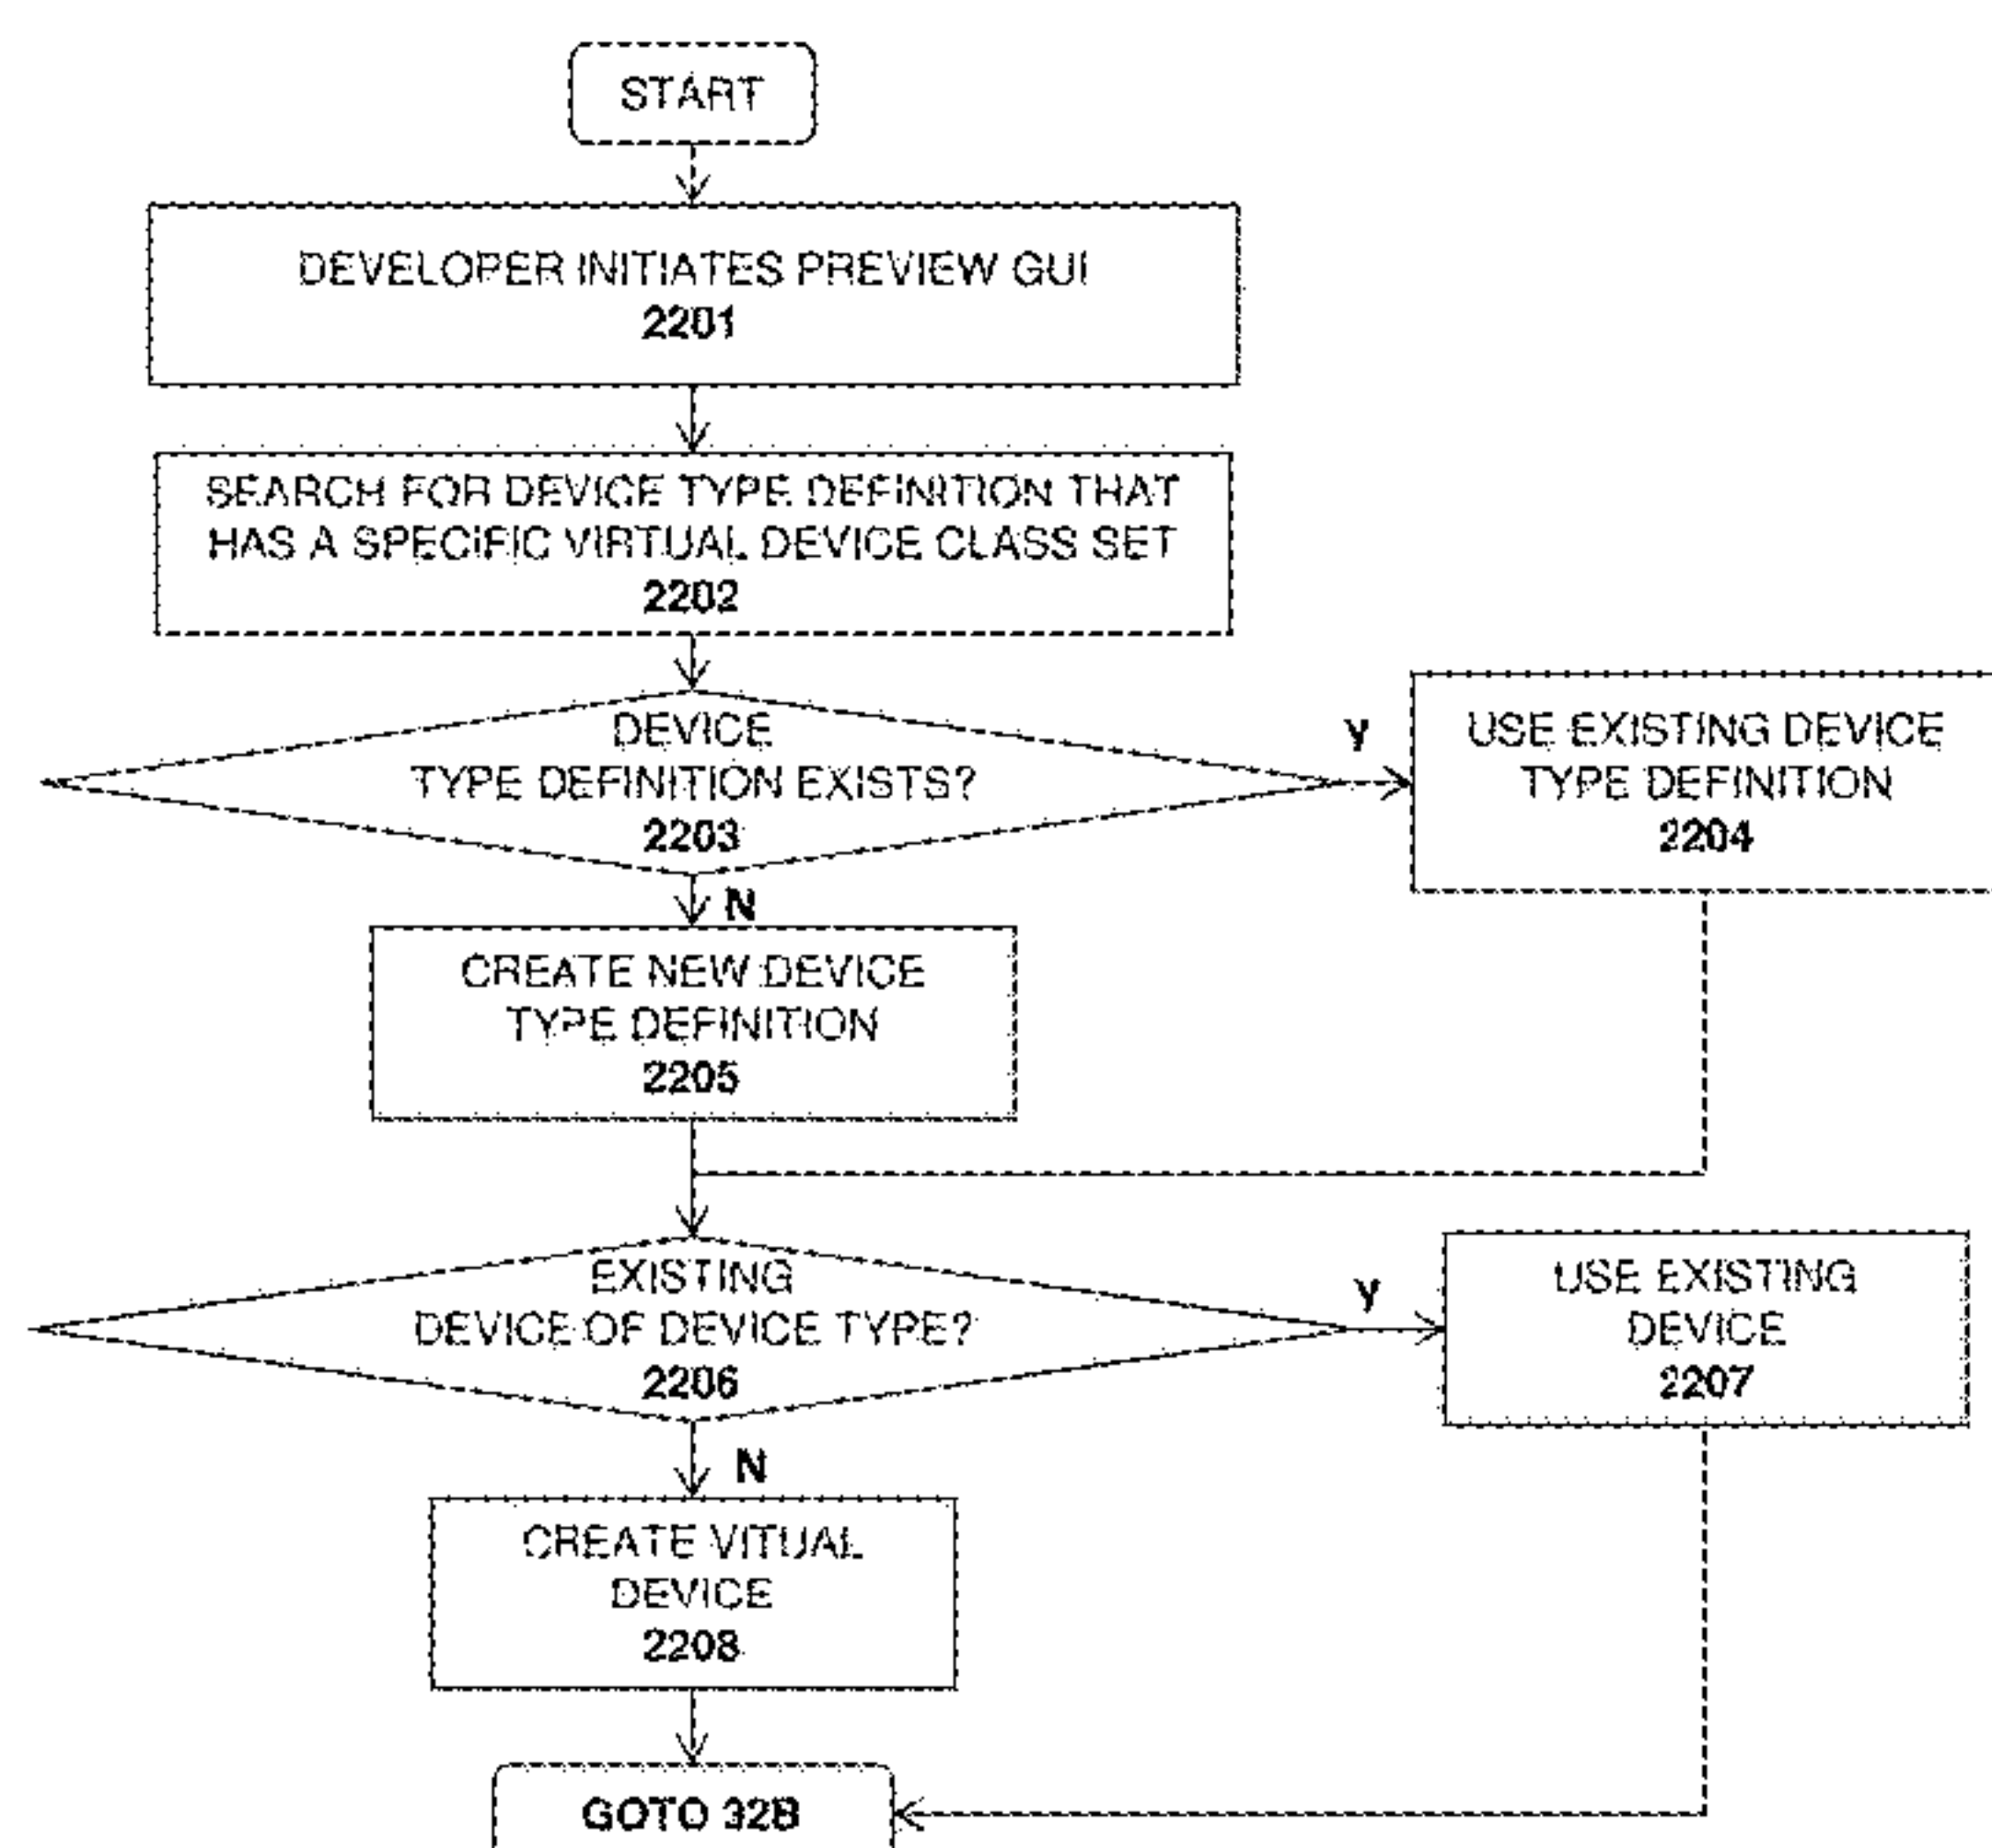 START
DEVELOPER INITIATES PREVIEW GUI
2201
SEARCH FOR DEVICE TYPE DEFINITION THAT
HAS A SPECIFIC VIRTUAL DEVICE CLASS SET
2202
DEVICE
TYPE DEFINITION EXISTS?
2203
Y
USE EXISTING DEVICE
TYPE DEFINITION
2204
N
CREATE NEW DEVICE
TYPE DEFINITION
2205
EXISTING
DEVICE OF DEVICE TYPE?
2206
Y
USE EXISTING
DEVICE
2207
N
CREATE VITUAL
DEVICE
2208
GOTO 32B